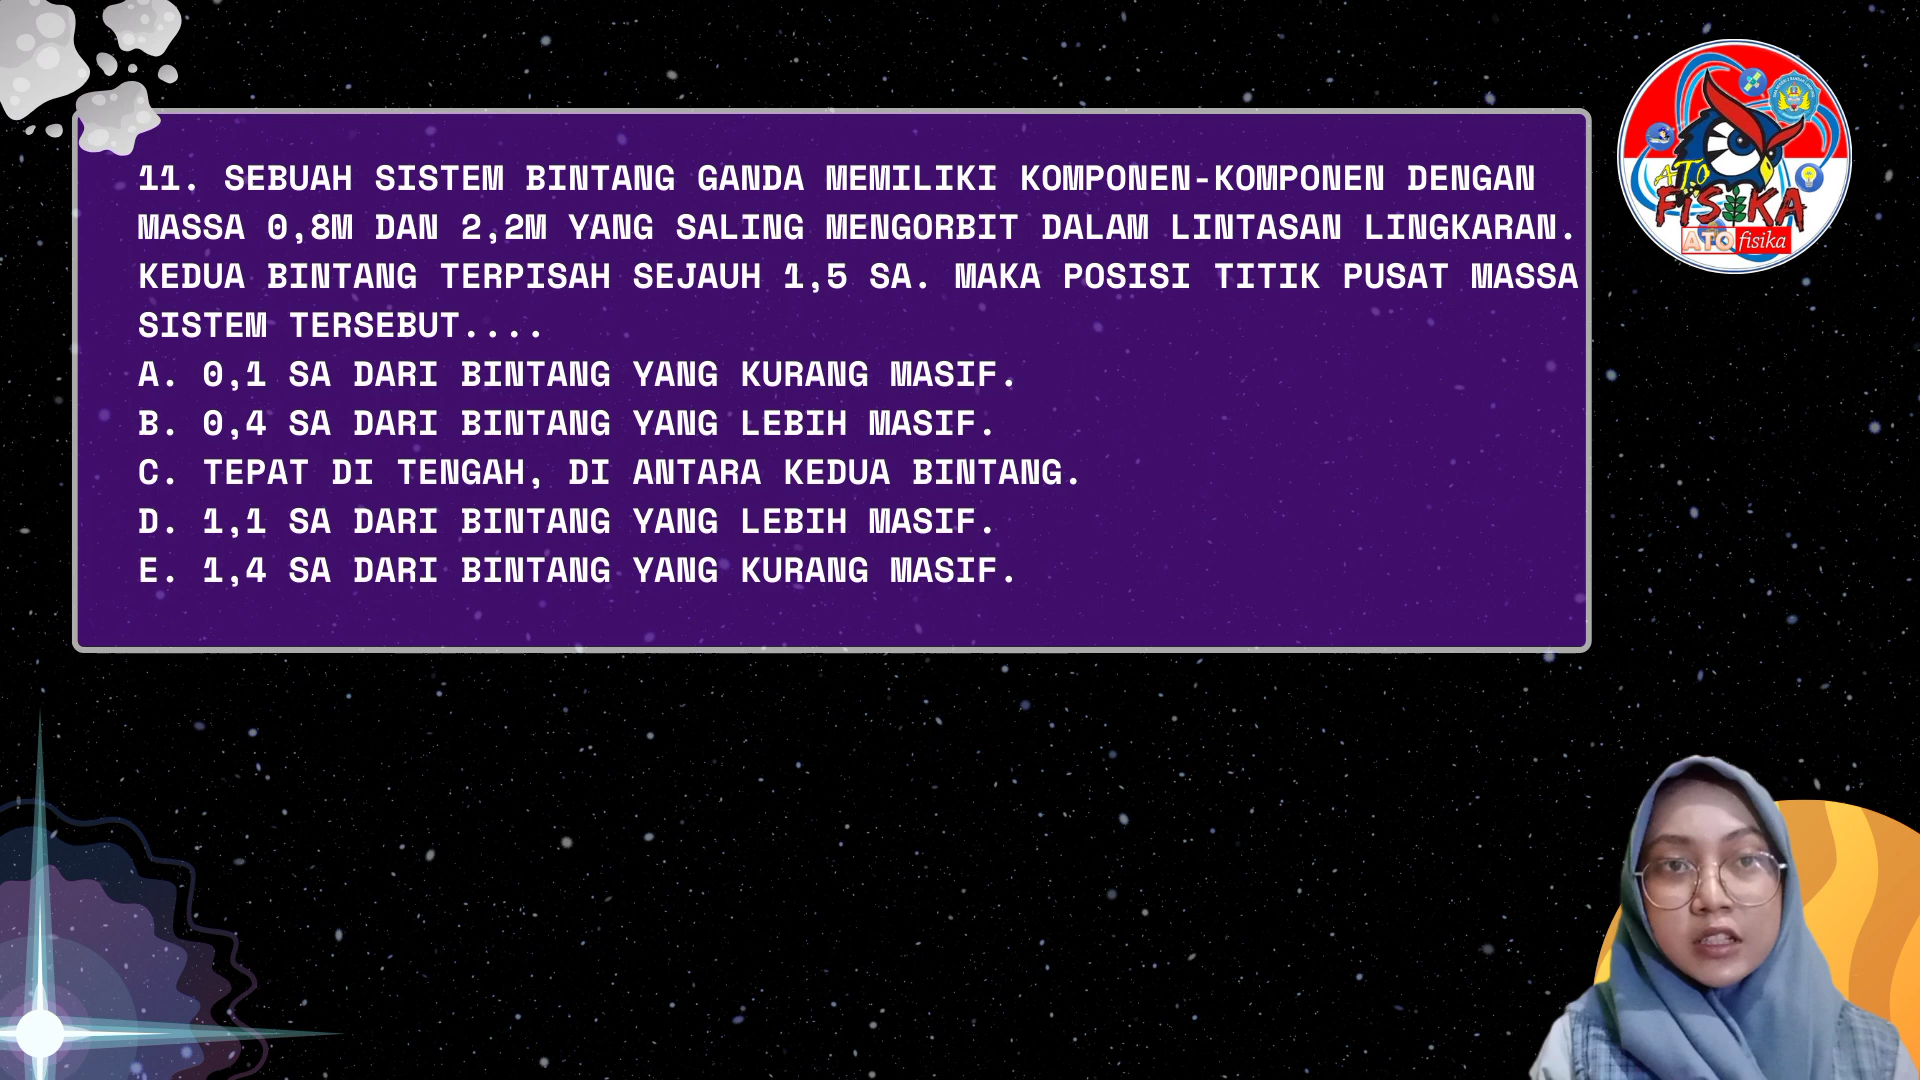 11. SEBUAH SISTEM BINTANG GANDA MEMILIKI KOMPONEN-KOMPONEN DENGAN
MASSA 0,8M DAN 2,2M YANG SALING MENGORBIT DALAM LINTASAN LINGKARAN.
KEDUA BINTANG TERPISAH SEJAUH 1,5 SA. MAKA POSISI TITIK PUSAT MASSA
SISTEM TERSEBUT....
A. 0,1 SA DARI BINTANG YANG KURANG MASIF.
B. 0,4 SA DARI BINTANG YANG LEBIH MASIF.
C. TEPAT DI TENGAH, DI ANTARA KEDUA BINTANG.
D. 1,1 SA DARI BINTANG YANG LEBIH MASIF.
E. 1,4 SA DARI BINTANG YANG KURANG MASIF.
ATO
FISIKA
ATO fisika